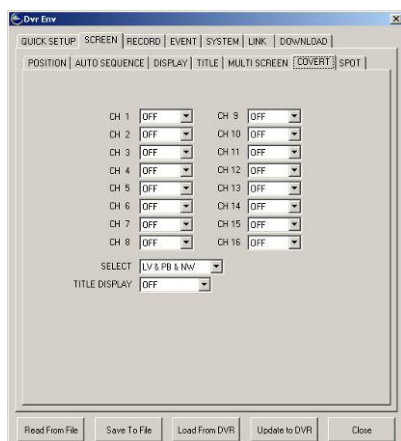 Dvr Env
QUICK SETUP SCREEN RECORD EVENT SYSTEM LINK DOWNLOAD
POSITION AUTO SEQUENCE DISPLAY TITLE MULTI SCREEN COVERT SPOT
CH 1 OFF CH 9 OFF
CH 2 OFF CH 10 OFF
CH 3 OFF CH 11 OFF
CH 4 OFF CH 12 OFF
CH 5 OFF CH 13 OFF
CH 6 OFF CH 14 OFF
CH 7 OFF CH 15 OFF
CH 8 OFF CH 16 OFF
SELECT LV & PB & NW
TITLE DISPLAY OFF
Read From File Save To File Load From DVR Update to DVR Close